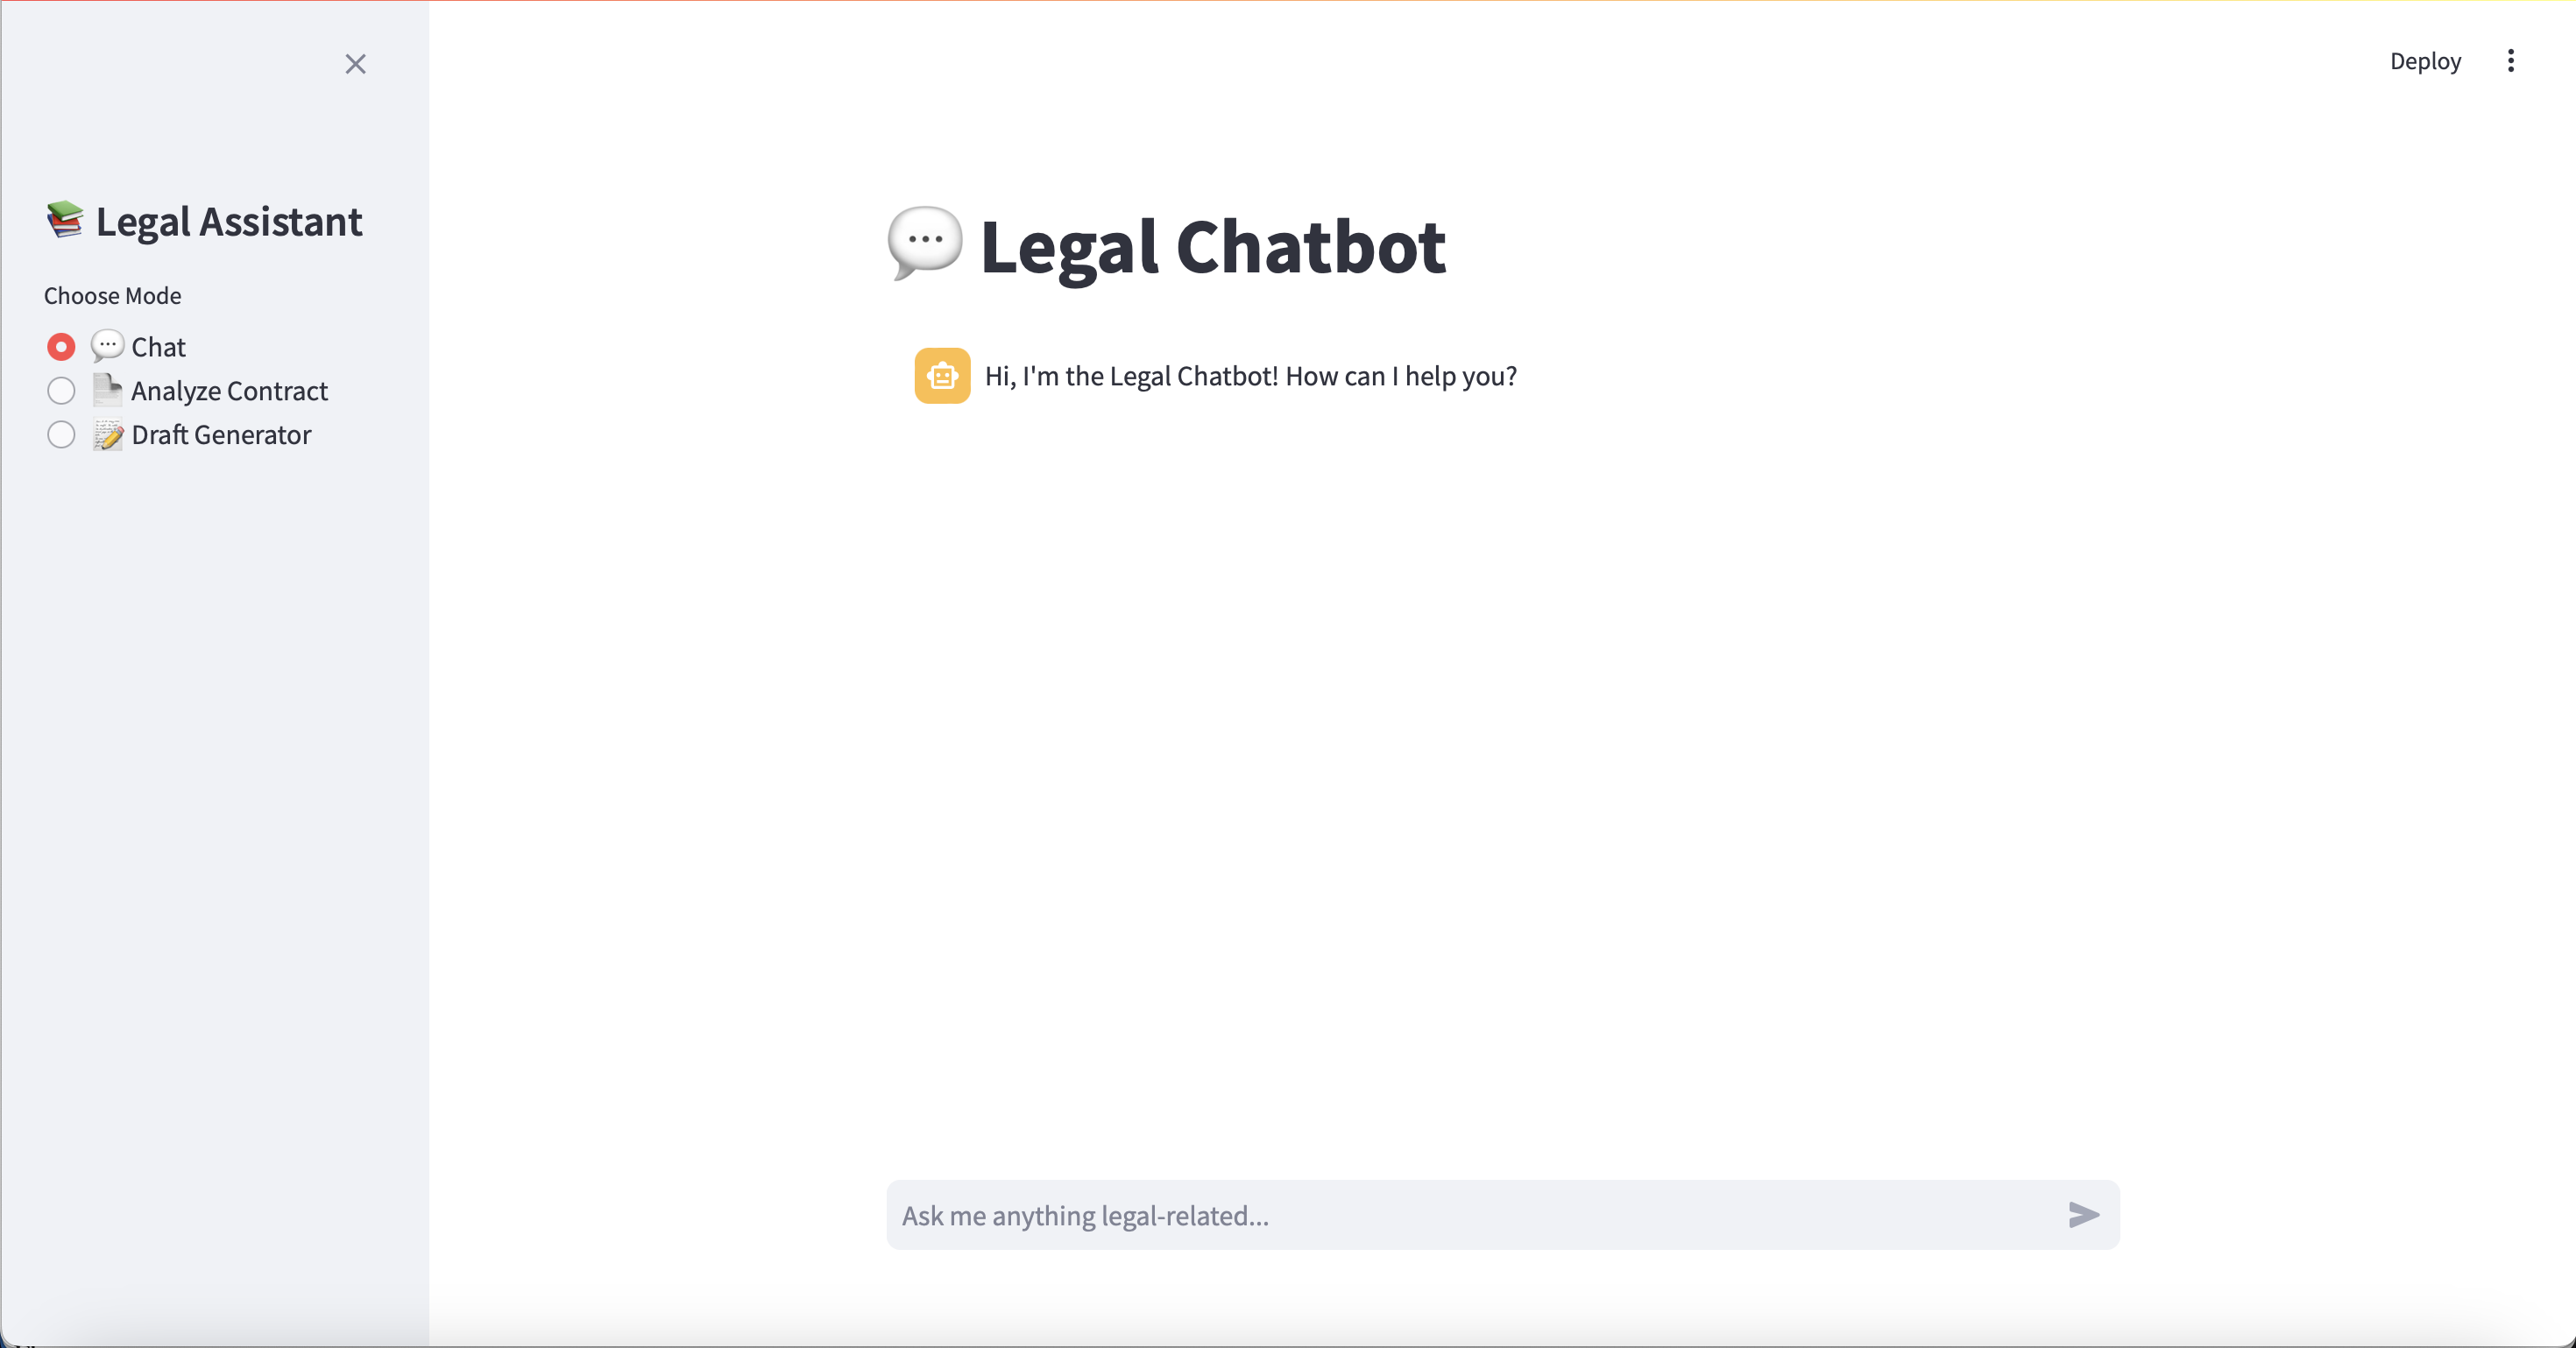 Deploy
📚 Legal Assistant
Choose Mode
💬 Chat
📄 Analyze Contract
📝 Draft Generator
💬 Legal Chatbot
Hi, I'm the Legal Chatbot! How can I help you?
Ask me anything legal-related...